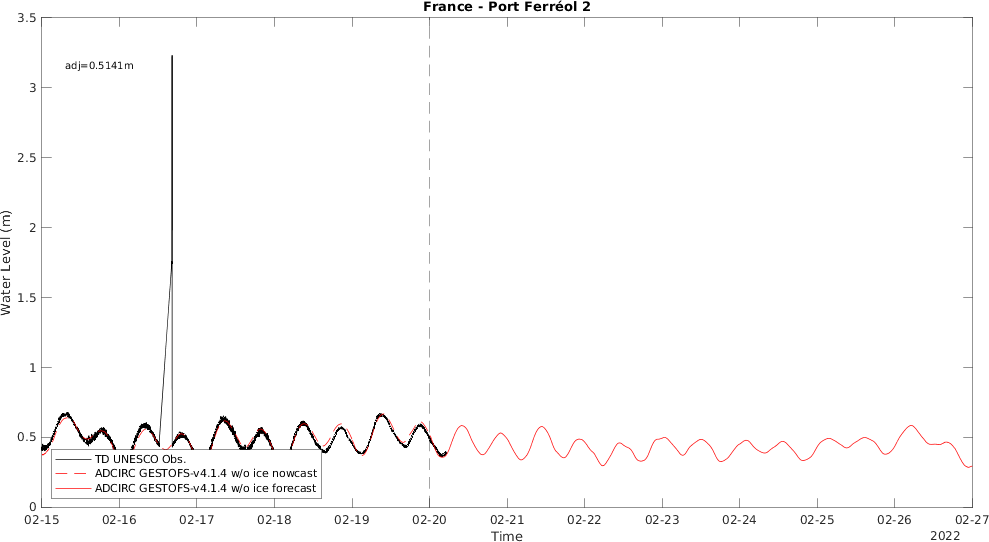 France - Port Ferréol 2
adj=0.5141m
Water Level (m)
3.5
3
2.5
2
1.5
1
0.5
0
TD UNESCO Obs.
ADCIRC GESTOFS-v4.1.4 w/o ice nowcast
ADCIRC GESTOFS-v4.1.4 w/o ice forecast
02-15 02-16 02-17 02-18 02-19 02-20 02-21 02-22 02-23 02-24 02-25 02-26 02-27
Time
2022